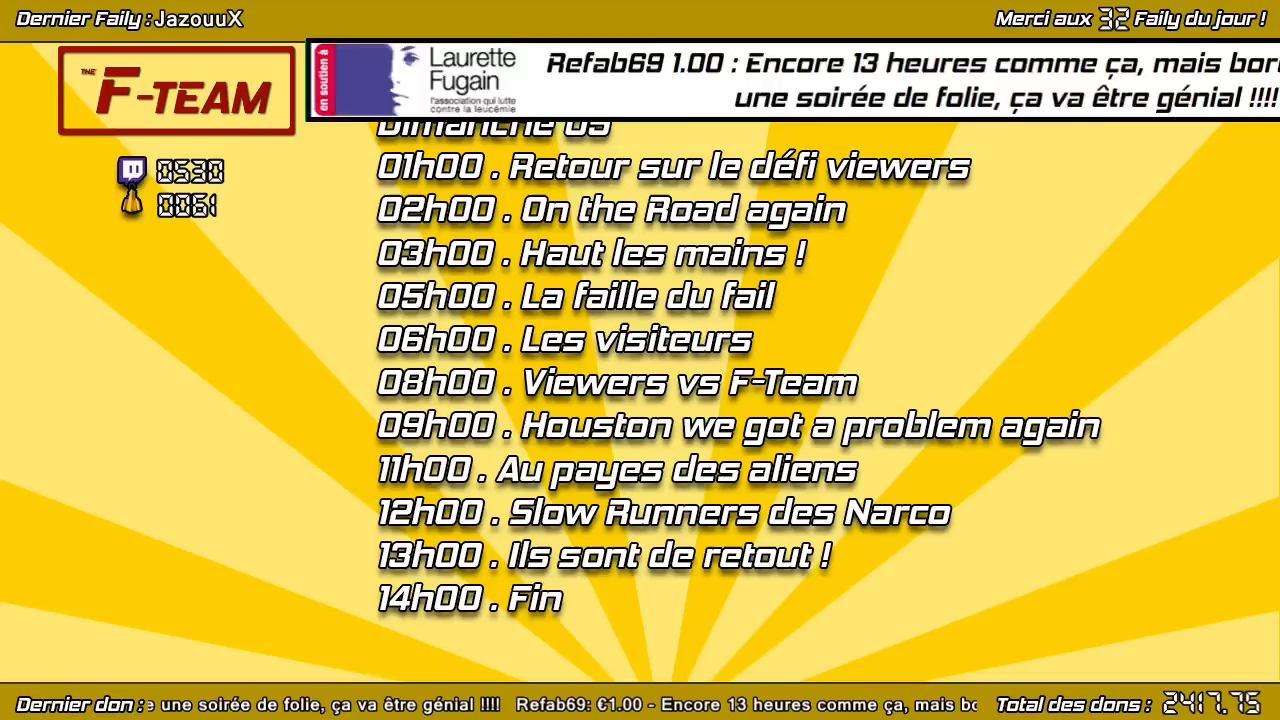 Dernier Faily : JazouuX
Merci aux 32 Faily du jour !
THE F-TEAM
en soutien à
Laurette
Fugain
l'association qui lutte
contre la leucémie
Refab69 1.00 : Encore 13 heures comme ça, mais
une soirée de folie, ça va être génial !!!!
Dimanche 05
0530
0061
01h00 . Retour sur le défi viewers
02h00 . On the Road again
03h00 . Haut les mains !
05h00 . La faille du fail
06h00 . Les visiteurs
08h00 . Viewers vs F-Team
09h00 . Houston we got a problem again
11h00 . Au payes des aliens
12h00 . Slow Runners des Narco
13h00 . Ils sont de retout !
14h00 . Fin
Dernier don : e une soirée de folie, ça va être génial !!!! Refab69: €1.00 - Encore 13 heures comme ça, mais
Total des dons : 2417.75